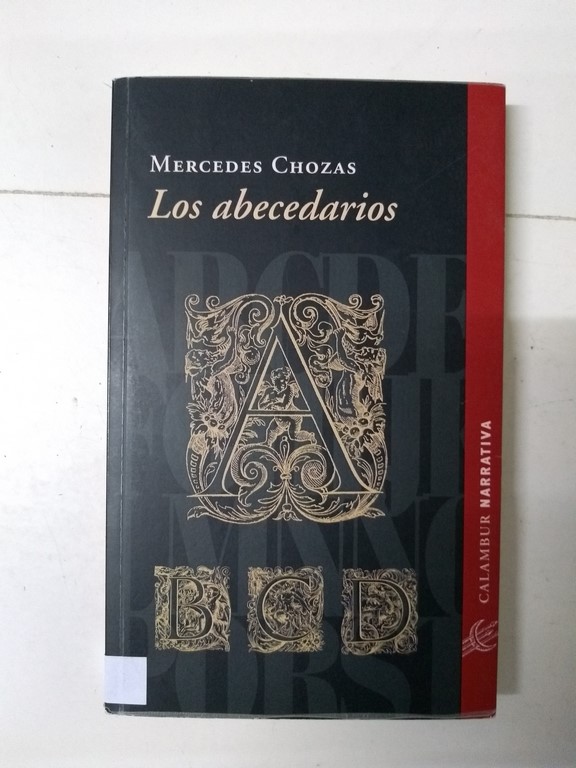 MERCEDES CHOZAS
Los abecedarios
A
B C D
CALAMBUR NARRATIVA